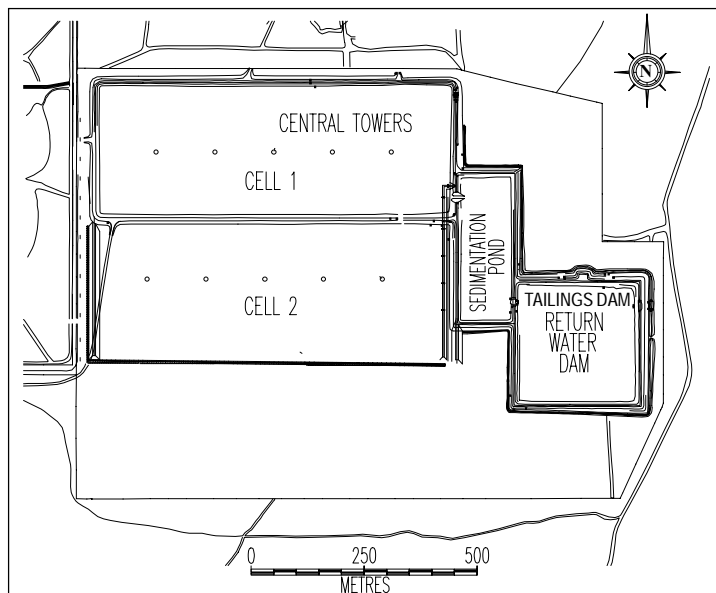 N
CENTRAL TOWERS
CELL 1
SEDIMENTATION
POND
CELL 2
TAILINGS DAM
RETURN
WATER
DAM
0 250 500
METRES